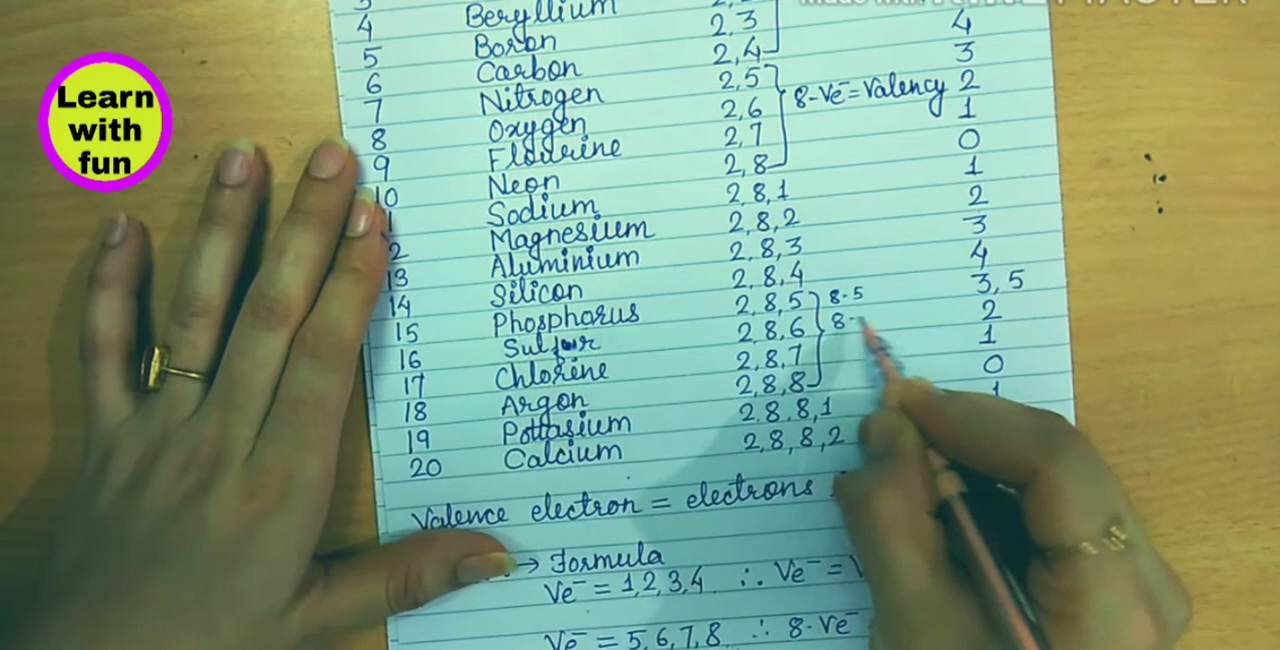 Learn
with
fun
4 Beryllium
5 Boron 2,3
6 Carbon 2,4 4
7 Nitrogen 2,5 3
8 Oxygen 2,6 8-Ve⁻=Valency 2
9 Flourine 2,7 1
10 Neon 2,8 0
1 Sodium 2,8,1 1
2 Magnesium 2,8,2 2
13 Aluminium 2,8,3 3
14 Silicon 2,8,4 4
15 Phosphorus 2,8,5 8-5 3,5
16 Sulfur 2,8,6 8- 2
17 Chlorine 2,8,7 1
18 Argon 2,8,8 0
19 Pottasium 2,8,8,1 1
20 Calcium 2,8,8,2
Valence electron = electrons
→ Formula
Ve⁻ = 1,2,3,4 ∴ Ve⁻ =
Ve⁻ = 5,6,7,8 ∴ 8-Ve⁻